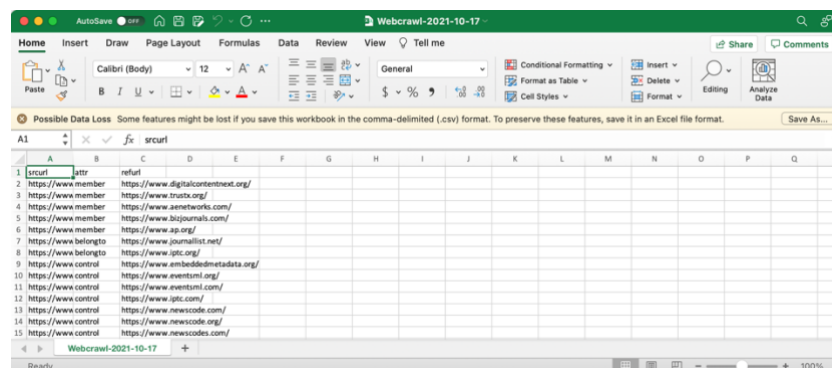 AutoSave OFF ... Webcrawl-2021-10-17
Home Insert Draw Page Layout Formulas Data Review View Tell me Share Comments
Paste
Calibri (Body) 12 A^ A˅
B I U A
General
$ % 9
Conditional Formatting
Format as Table
Cell Styles
Insert
Delete
Format
Editing
Analyze Data
Possible Data Loss Some features might be lost if you save this workbook in the comma-delimited (.csv) format. To preserve these features, save it in an Excel file format. Save As...
A1 fx srcurl
A B C D E F G H I J K L M N O P Q
1 srcurl attr refurl
2 https://www member https://www.digitalcontentnext.org/
3 https://www member https://www.trustx.org/
4 https://www member https://www.aenetworks.com/
5 https://www member https://www.bizjournals.com/
6 https://www member https://www.ap.org/
7 https://www belongto https://www.journallist.net/
8 https://www belongto https://www.iptc.org/
9 https://www control https://www.embeddedmetadata.org/
10 https://www control https://www.eventsml.org/
11 https://www control https://www.eventsml.com/
12 https://www control https://www.iptc.com/
13 https://www control https://www.newscode.com/
14 https://www control https://www.newscode.org/
15 https://www control https://www.newscodes.com/
Webcrawl-2021-10-17 +
Ready 100%